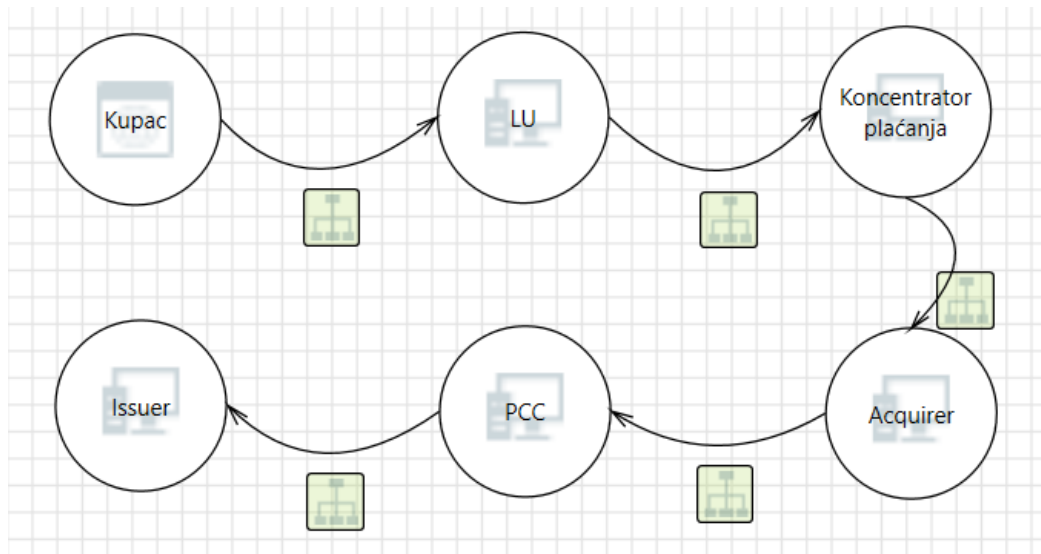 Kupac
LU
Koncentrator
plaćanja
Issuer
PCC
Acquirer